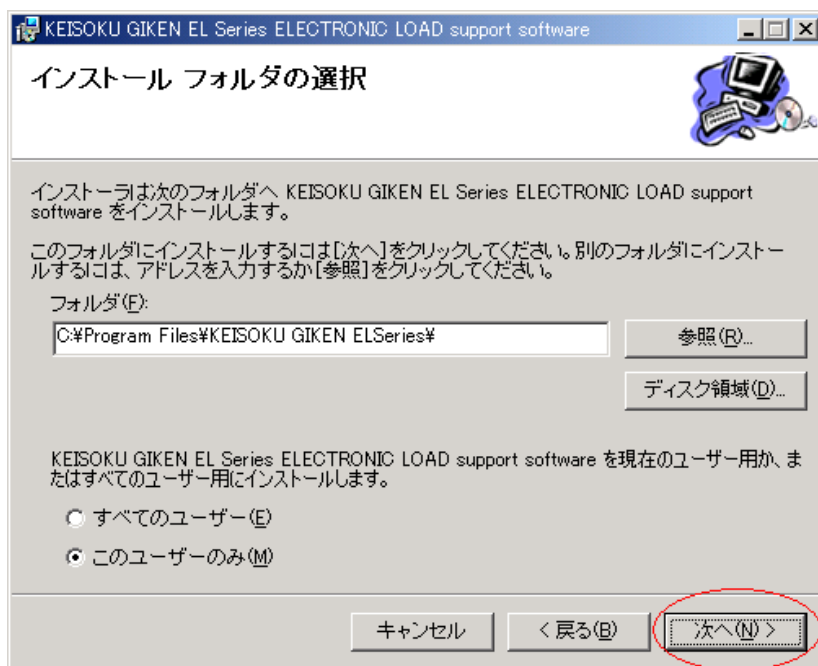 KEISOKU GIKEN EL Series ELECTRONIC LOAD support software
インストール フォルダの選択
インストーラは次のフォルダへ KEISOKU GIKEN EL Series ELECTRONIC LOAD support
software をインストールします。
このフォルダにインストールするには[次へ]をクリックしてください。別のフォルダにインストー
ルするには、アドレスを入力するか[参照]をクリックしてください。
フォルダ(F):
C:¥Program Files¥KEISOKU GIKEN ELSeries¥
参照(R)...
ディスク領域(D)...
KEISOKU GIKEN EL Series ELECTRONIC LOAD support software を現在のユーザー用か、ま
たはすべてのユーザー用にインストールします。
すべてのユーザー(E)
このユーザーのみ(M)
キャンセル
< 戻る(B)
次へ(N) >